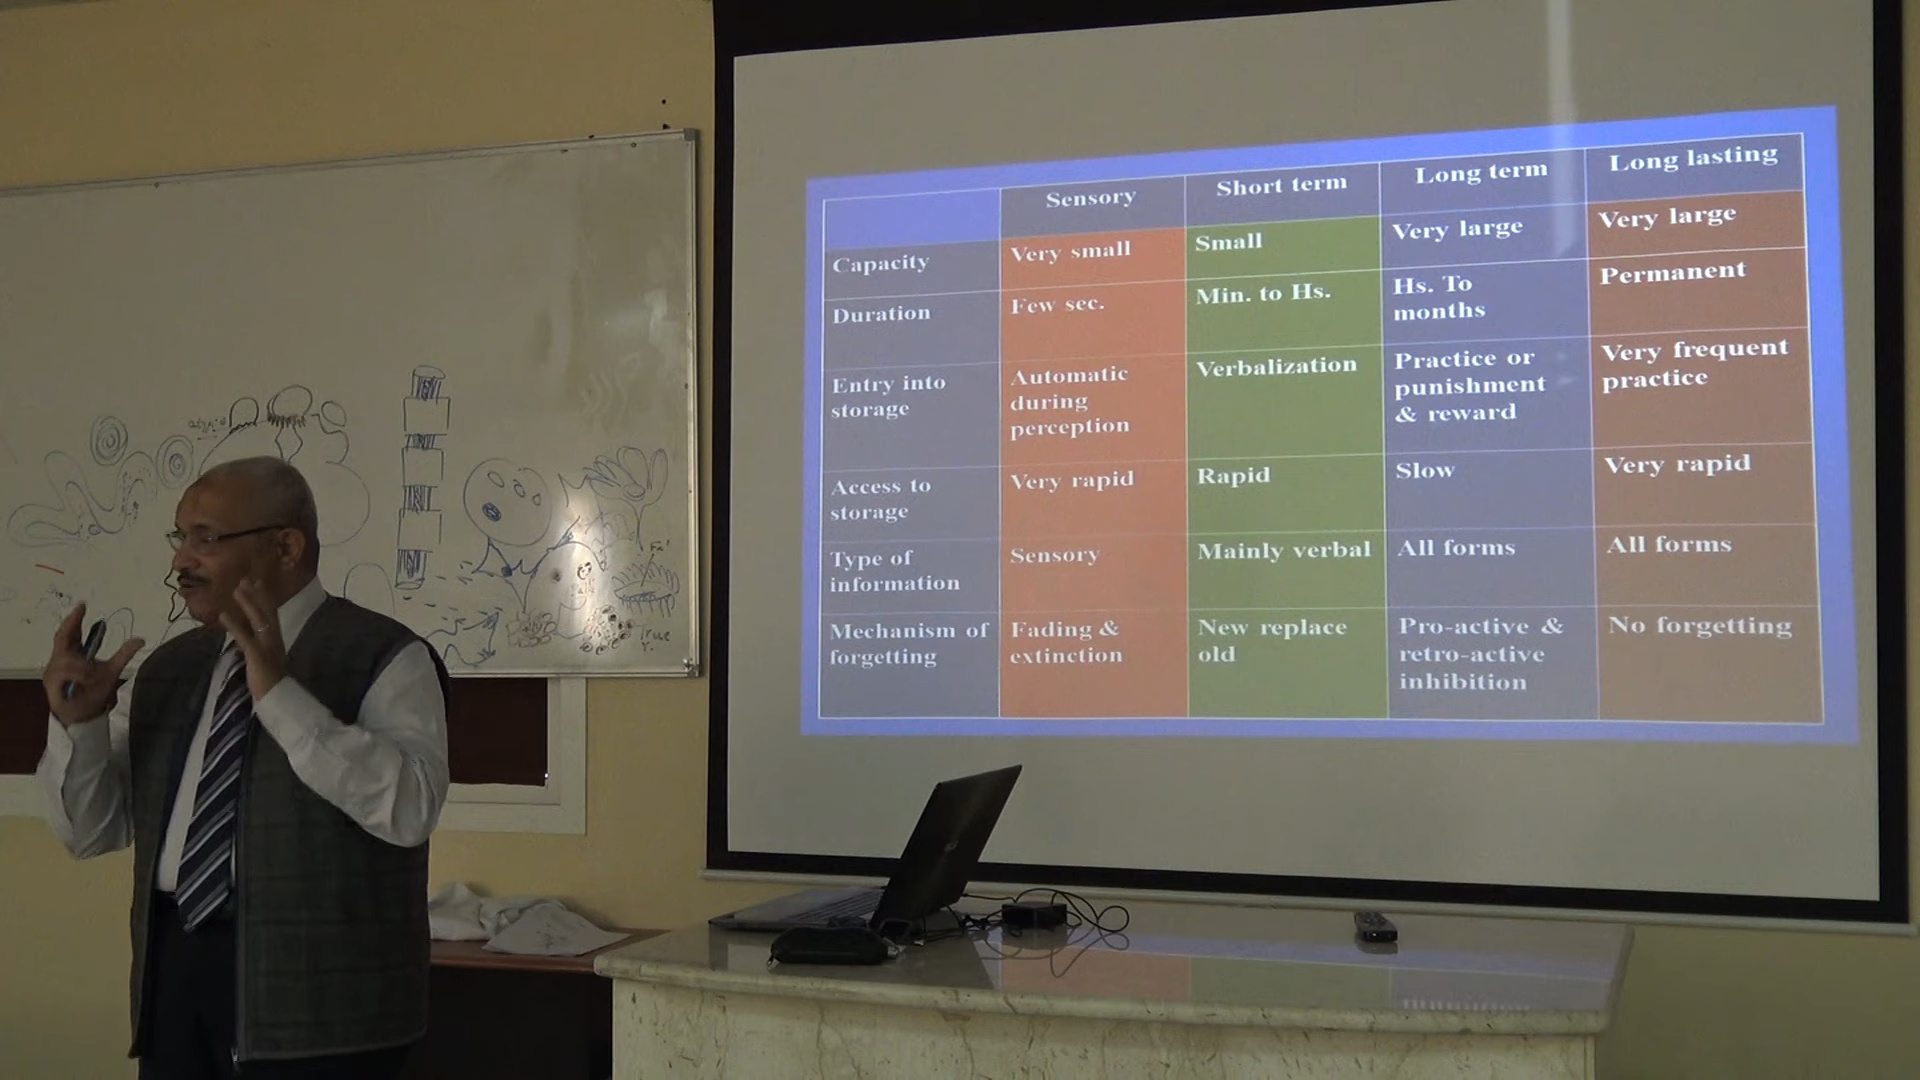 Sensory
Short term
Long term
Long lasting
Capacity
Very small
Small
Very large
Very large
Duration
Few sec.
Min. to Hs.
Hs. To
months
Permanent
Entry into
storage
Automatic
during
perception
Verbalization
Practice or
punishment
& reward
Very frequent
practice
Access to
storage
Very rapid
Rapid
Slow
Very rapid
Type of
information
Sensory
Mainly verbal
All forms
All forms
Mechanism of
forgetting
Fading &
extinction
New replace
old
Pro-active &
retro-active
inhibition
No forgetting
True